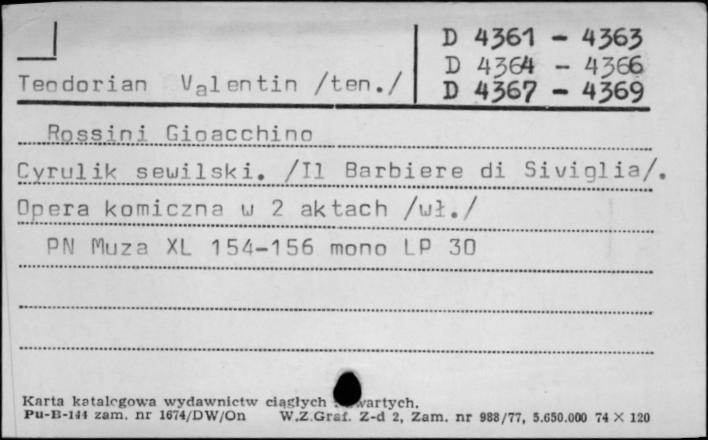 D 4361 - 4363
D 4364 - 4366
Teodorian Valentin /ten./
D 4367 - 4369
Rossini Gioacchino
Cyrulik sewilski. /Il Barbiere di Siviglia/.
Opera komiczna w 2 aktach /wł./
PN Muza XL 154-156 mono LP 30
Karta katalogowa wydawnictw ciągłych
Pu-B-144 zam. nr 1674/DW/On W.Z.Graf. Z-d 2, Zam. nr 988/77, 5.650.000 74 × 120